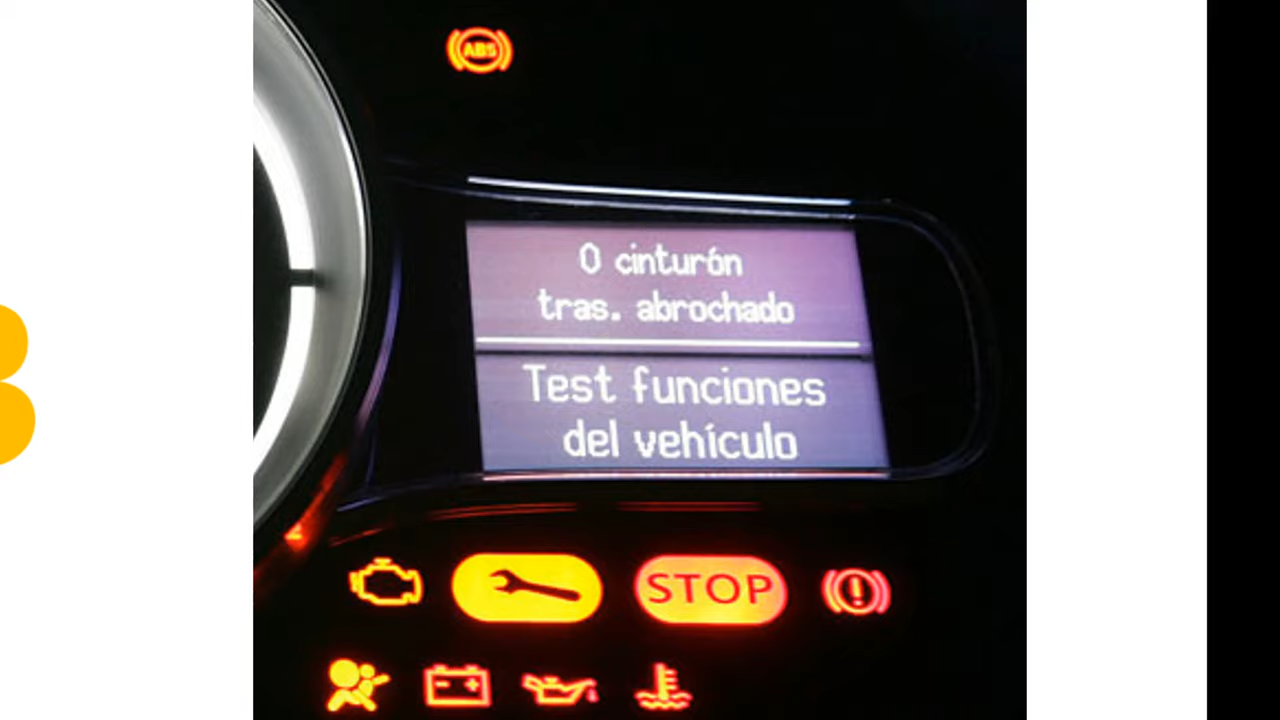 ABS
0 cinturón
tras. abrochado
Test funciones
del vehículo
STOP